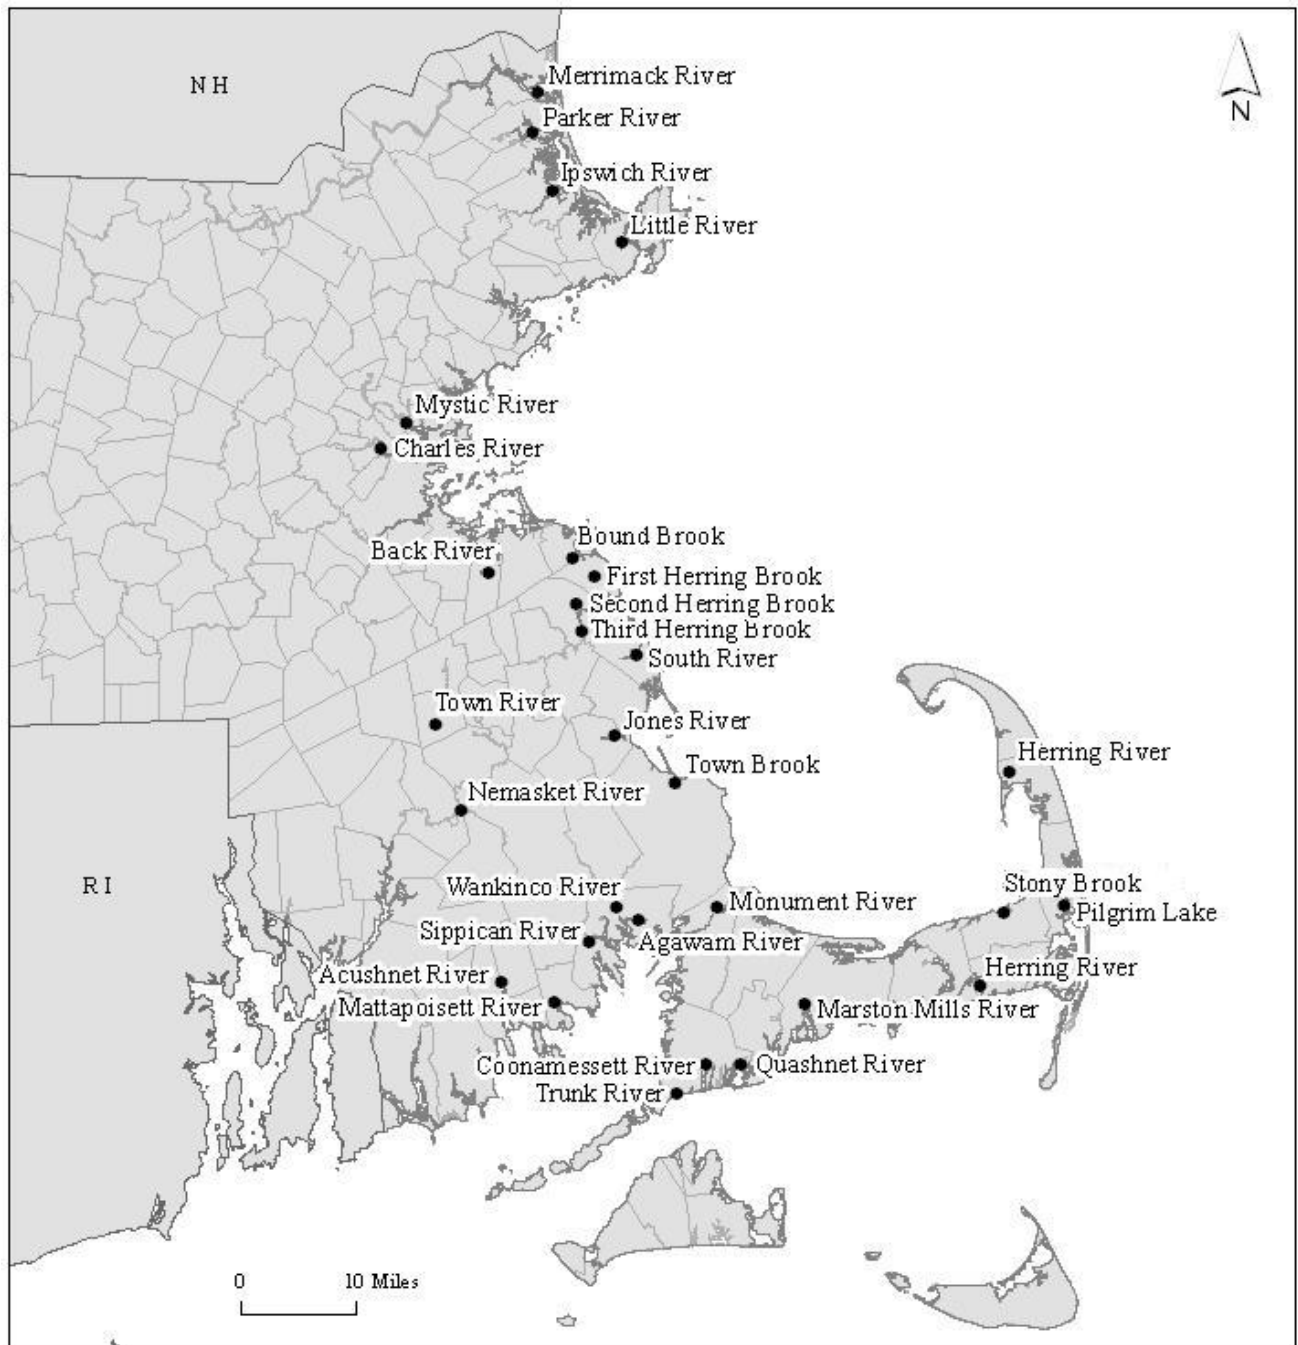 Merrimack River
NH
Parker River
N
Ipswich River
Little River
Mystic River
Charles River
Bound Brook
Back River
First Herring Brook
Second Herring Brook
Third Herring Brook
South River
Town River
Jones River
Herring River
Town Brook
Nemasket River
RI
Stony Brook
Wankinco River
Monument River
Pilgrim Lake
Sippican River
Agawam River
Herring River
Acushnet River
Mattapoisett River
Marston Mills River
Coonamessett River
Quashnet River
Trunk River
0 10 Miles